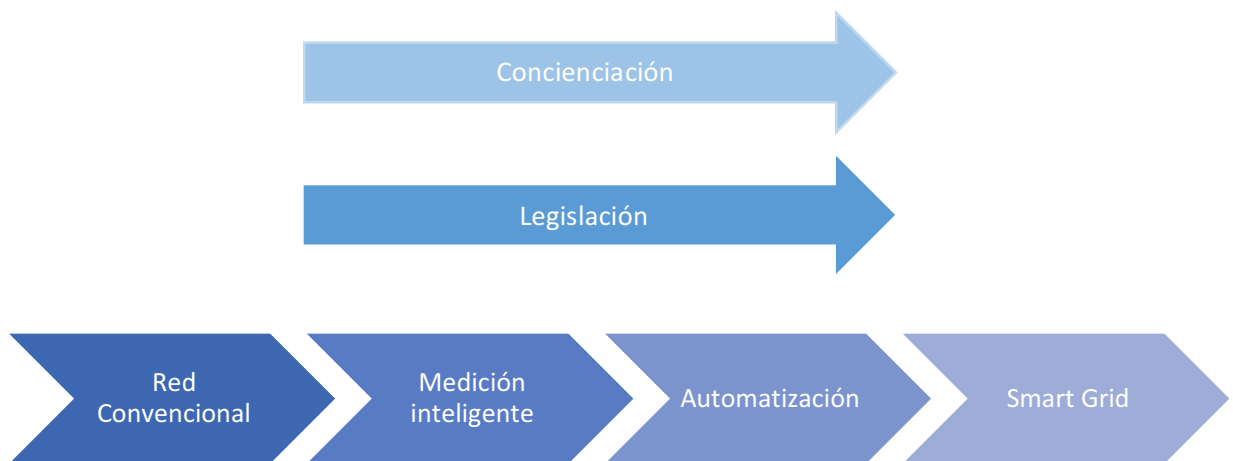 Concienciación
Legislación
Red
Convencional
Medición
inteligente
Automatización
Smart Grid